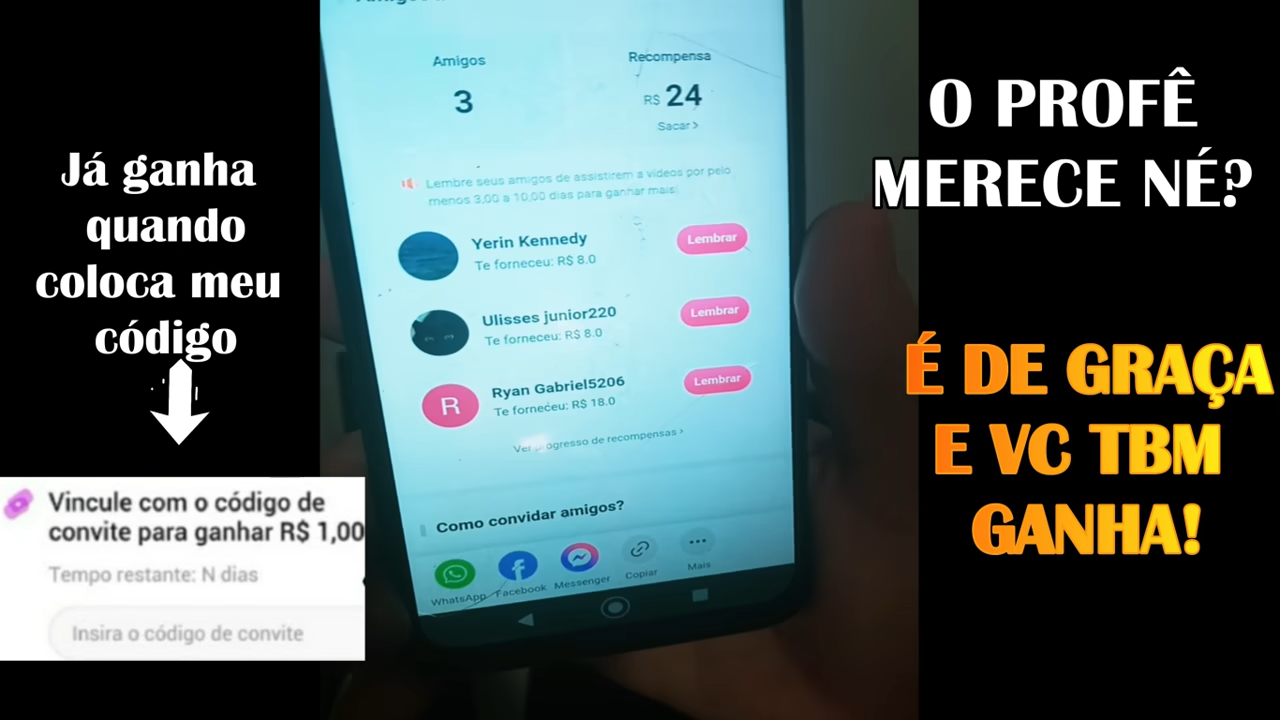 Já ganha
quando
coloca meu
código
Vincule com o código de
convite para ganhar R$ 1,00
Tempo restante: N dias
Insira o código de convite
Amigos
Recompensa
3
R$ 24
Sacar >
Lembre seus amigos de assistirem a vídeos por pelo
menos 3,00 a 10,00 dias para ganhar mais!
Yerin Kennedy
Te forneceu: R$ 8.0
Lembrar
Ulisses junior220
Te forneceu: R$ 8.0
Lembrar
R
Ryan Gabriel5206
Te forneceu: R$ 18.0
Lembrar
Ver progresso de recompensas >
Como convidar amigos?
WhatsApp
Facebook
Messenger
Copiar
Mais
O PROFÊ
MERECE NÉ?
É DE GRAÇA
E VC TBM
GANHA!